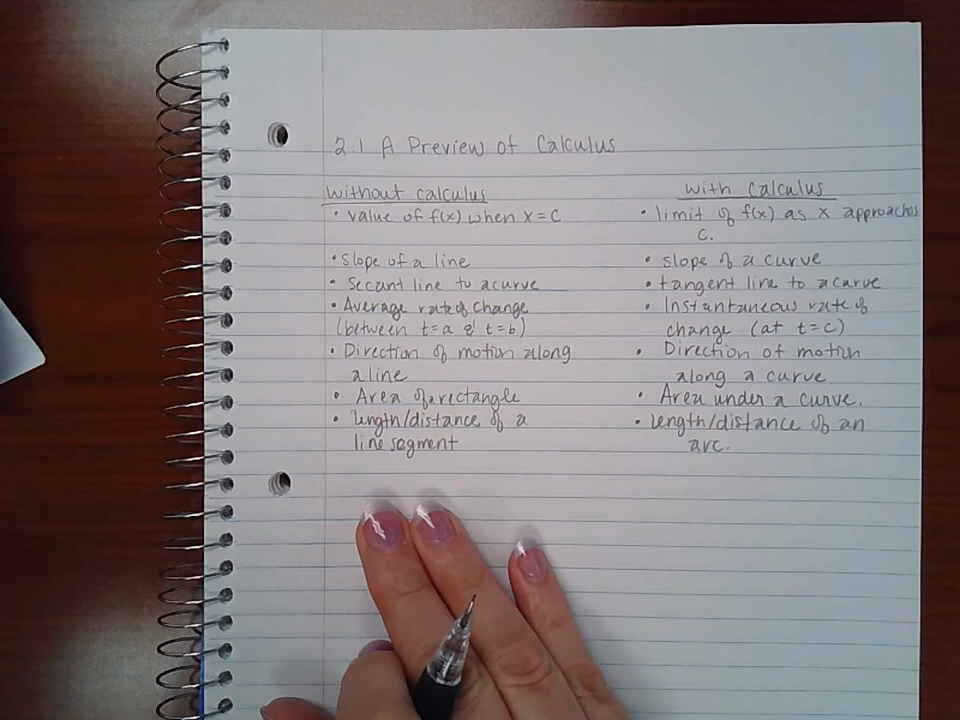 2.1 A Preview of Calculus
without calculus
• value of f(x) when x = c
• Slope of a line
• Secant line to a curve
• Average rate of change
(between t=a & t=b)
• Direction of motion along
a line
• Area of a rectangle
• length/distance of a
line segment
with calculus
• limit of f(x) as x approaches
c.
• slope of a curve
• tangent line to a curve
• Instantaneous rate of
change (at t=c)
• Direction of motion
along a curve
• Area under a curve.
• length/distance of an
arc.